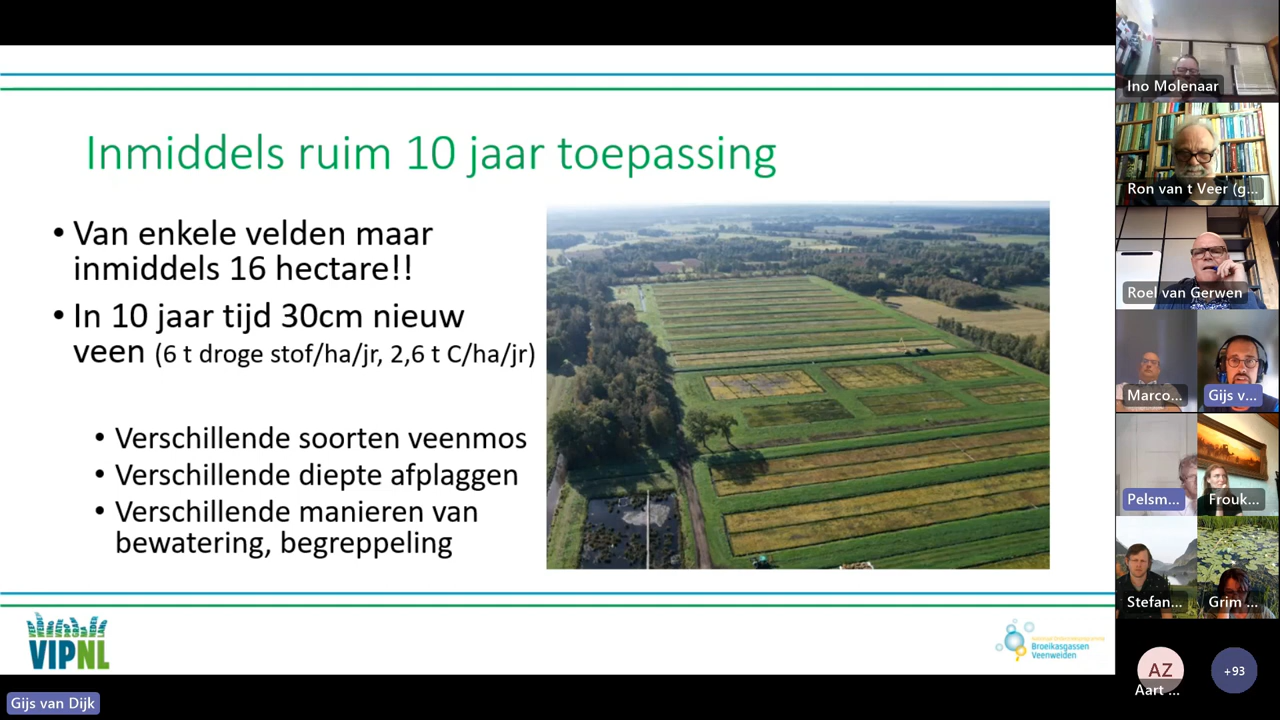 Inmiddels ruim 10 jaar toepassing
• Van enkele velden maar
inmiddels 16 hectare!!
• In 10 jaar tijd 30cm nieuw
veen (6 t droge stof/ha/jr, 2,6 t C/ha/jr)
• Verschillende soorten veenmos
• Verschillende diepte afplaggen
• Verschillende manieren van
bewatering, begreppeling
VIPNL
Broeikasgassen
Veenweiden
Gijs van Dijk
Ino Molenaar
Ron van t Veer (g...
Roel van Gerwen
Marco...
Gijs v...
Pelsm...
Frouk...
Stefan...
Grim ...
AZ
Aart ...
+93